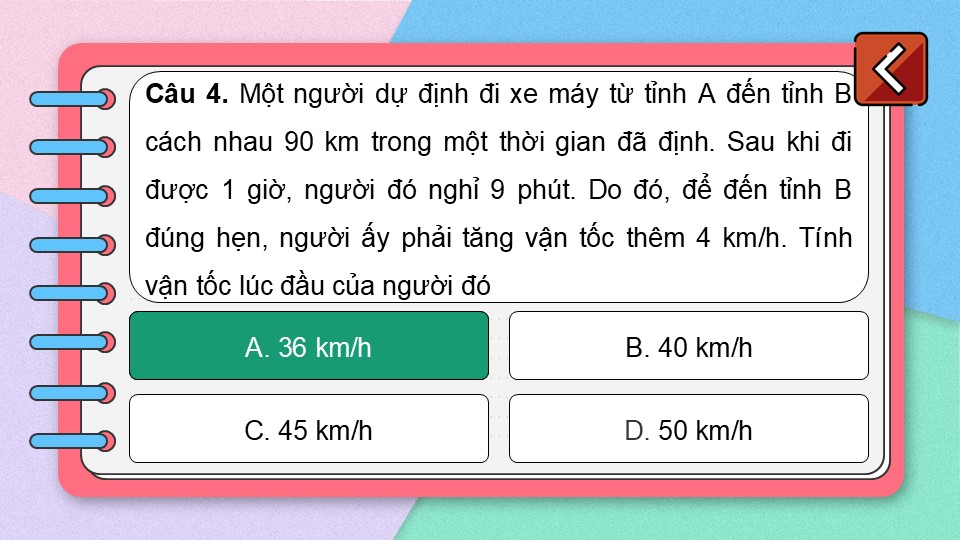 Câu 4. Một người dự định đi xe máy từ tỉnh A đến tỉnh B
cách nhau 90 km trong một thời gian đã định. Sau khi đi
được 1 giờ, người đó nghỉ 9 phút. Do đó, để đến tỉnh B
đúng hẹn, người ấy phải tăng vận tốc thêm 4 km/h. Tính
vận tốc lúc đầu của người đó
A. 36 km/h
B. 40 km/h
C. 45 km/h
D. 50 km/h